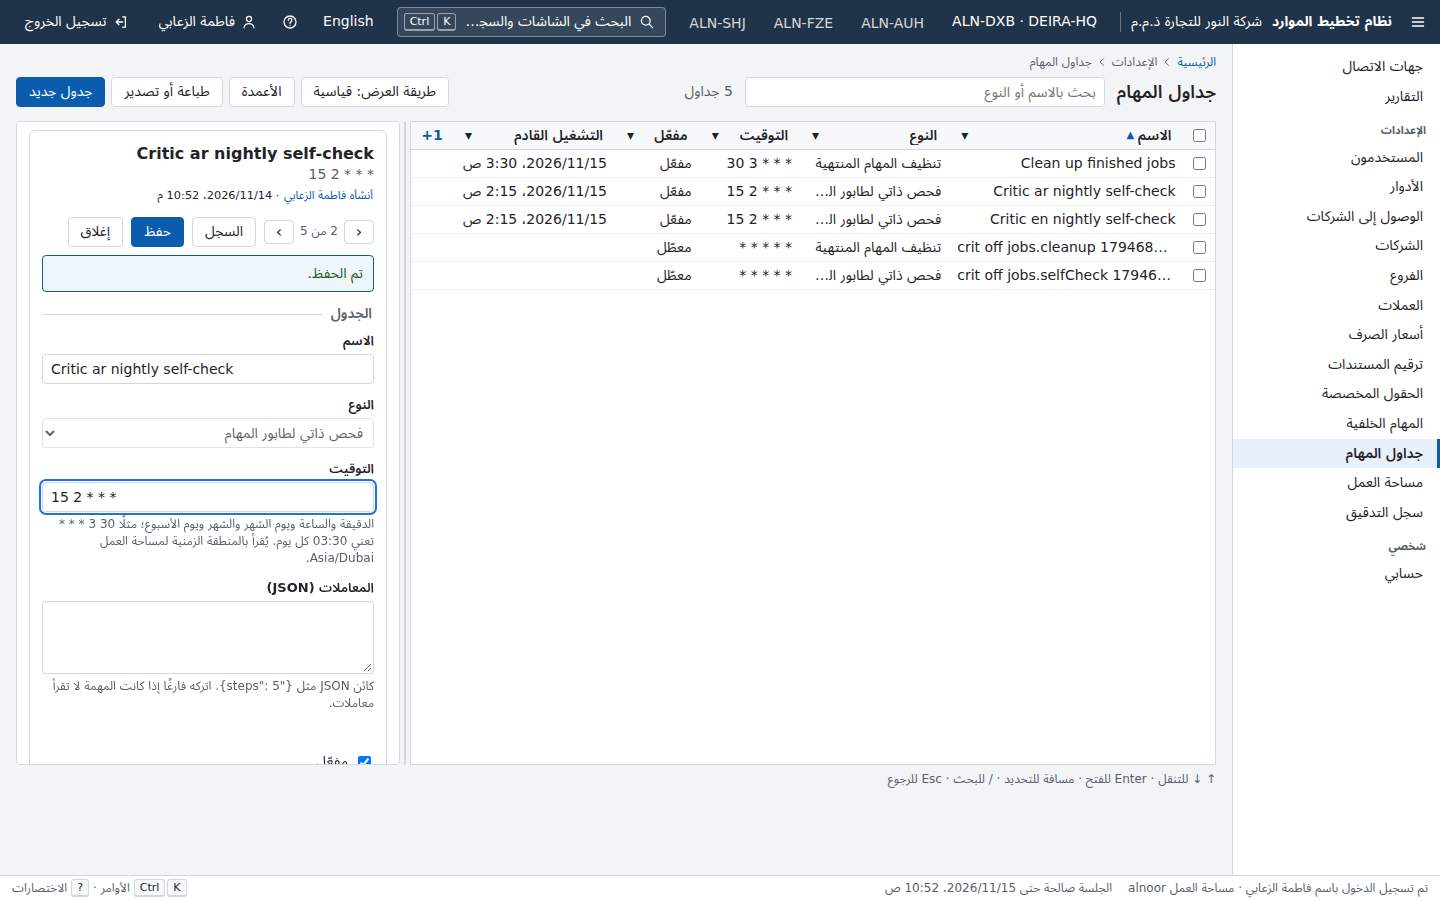 نظام تخطيط الموارد
شركة النور للتجارة ذ.م.م
ALN-DXB · DEIRA-HQ
ALN-AUH
ALN-FZE
ALN-SHJ
البحث في الشاشات والسج... Ctrl K
English
فاطمة الزعابي
تسجيل الخروج
جهات الاتصال
التقارير
الإعدادات
المستخدمون
الأدوار
الوصول إلى الشركات
الشركات
الفروع
العملات
أسعار الصرف
ترقيم المستندات
الحقول المخصصة
المهام الخلفية
جداول المهام
مساحة العمل
سجل التدقيق
شخصي
حسابي
الرئيسية > الإعدادات > جداول المهام
جداول المهام
بحث بالاسم أو النوع
5 جداول
طريقة العرض: قياسية
الأعمدة
طباعة أو تصدير
جدول جديد
الاسم ▲ ▼ النوع ▼ التوقيت ▼ مفعّل ▼ التشغيل القادم ▼ +1
Clean up finished jobs تنظيف المهام المنتهية 30 3 * * * مفعّل 2026/11/15، 3:30 ص
Critic ar nightly self-check فحص ذاتي لطابور ال... 15 2 * * * مفعّل 2026/11/15، 2:15 ص
Critic en nightly self-check فحص ذاتي لطابور ال... 15 2 * * * مفعّل 2026/11/15، 2:15 ص
crit off jobs.cleanup 179468... تنظيف المهام المنتهية * * * * * معطّل
crit off jobs.selfCheck 17946... فحص ذاتي لطابور ال... * * * * * معطّل
↑ ↓ للتنقل · Enter للفتح · مسافة للتحديد · / للبحث · Esc للرجوع
Critic ar nightly self-check
15 2 * * *
أنشأه فاطمة الزعابي · 2026/11/14، 10:52 م
2 من 5
السجل
حفظ
إغلاق
تم الحفظ.
الجدول
الاسم
Critic ar nightly self-check
النوع
فحص ذاتي لطابور المهام
التوقيت
15 2 * * *
الدقيقة والساعة ويوم الشهر والشهر ويوم الأسبوع؛ مثلًا 30 3 * * *
تعني 03:30 كل يوم. يُقرأ بالمنطقة الزمنية لمساحة العمل
Asia/Dubai.
المعاملات (JSON)
كائن JSON مثل {"steps": 5}. اتركه فارغًا إذا كانت المهمة لا تقرأ
معاملات.
مفعّل
تم تسجيل الدخول باسم فاطمة الزعابي · مساحة العمل alnoor
الجلسة صالحة حتى 2026/11/15، 10:52 ص
Ctrl K الأوامر · ? الاختصارات